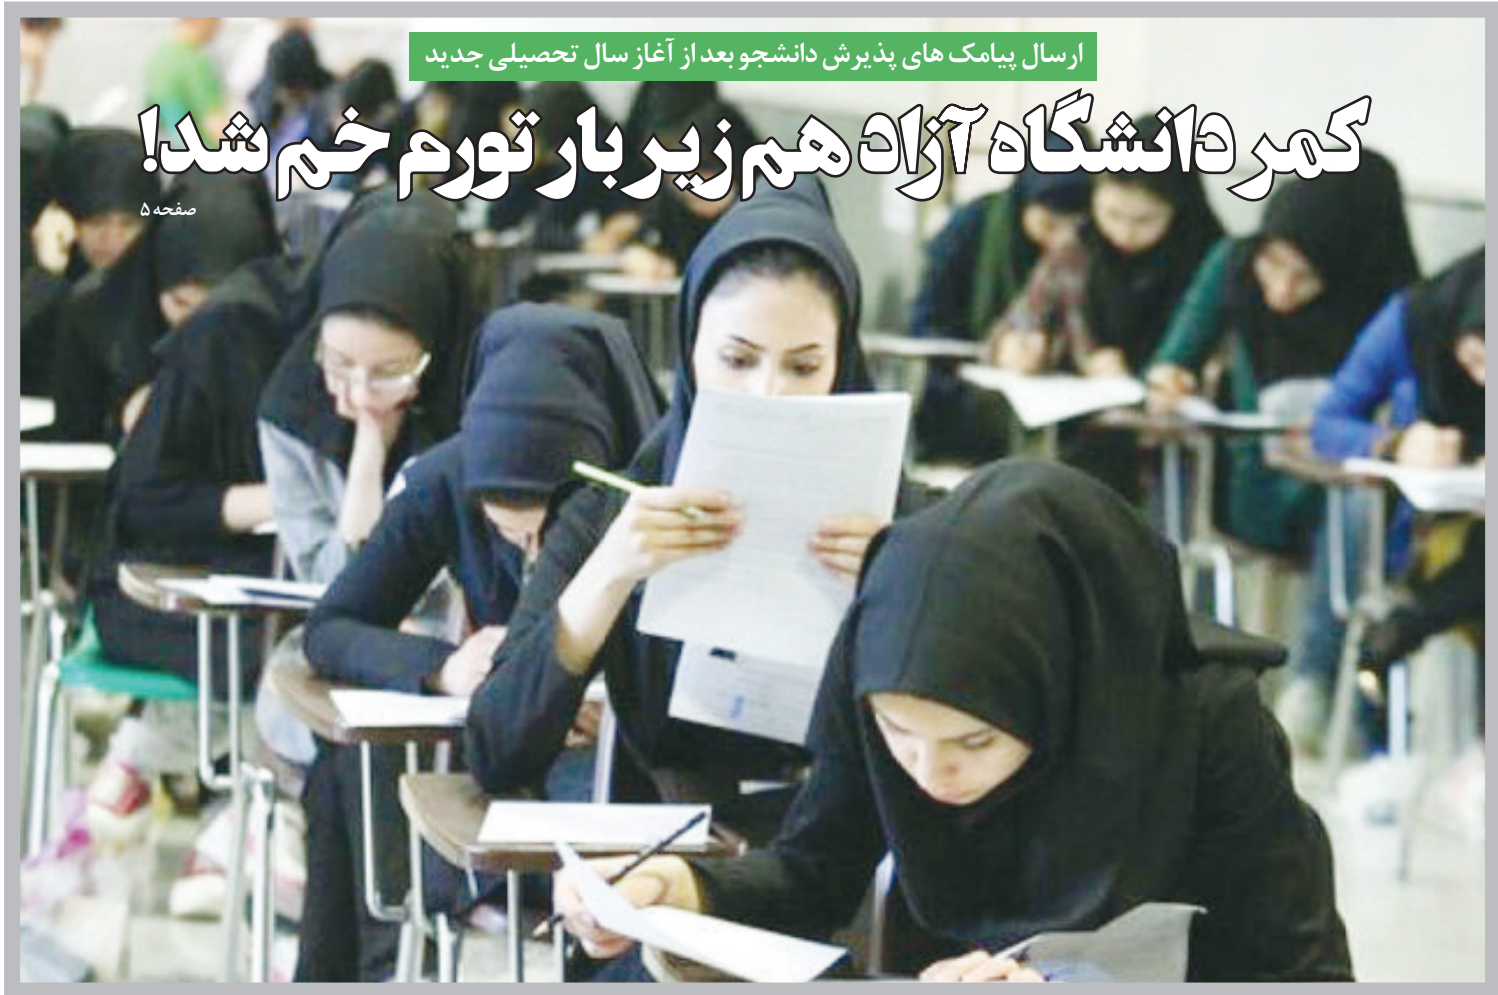 ارسال پیامک های پذیرش دانشجو بعد از آغاز سال تحصیلی جدید
کمر دانشگاه آزاد هم زیر بار تورم خم شد!
صفحه ۵